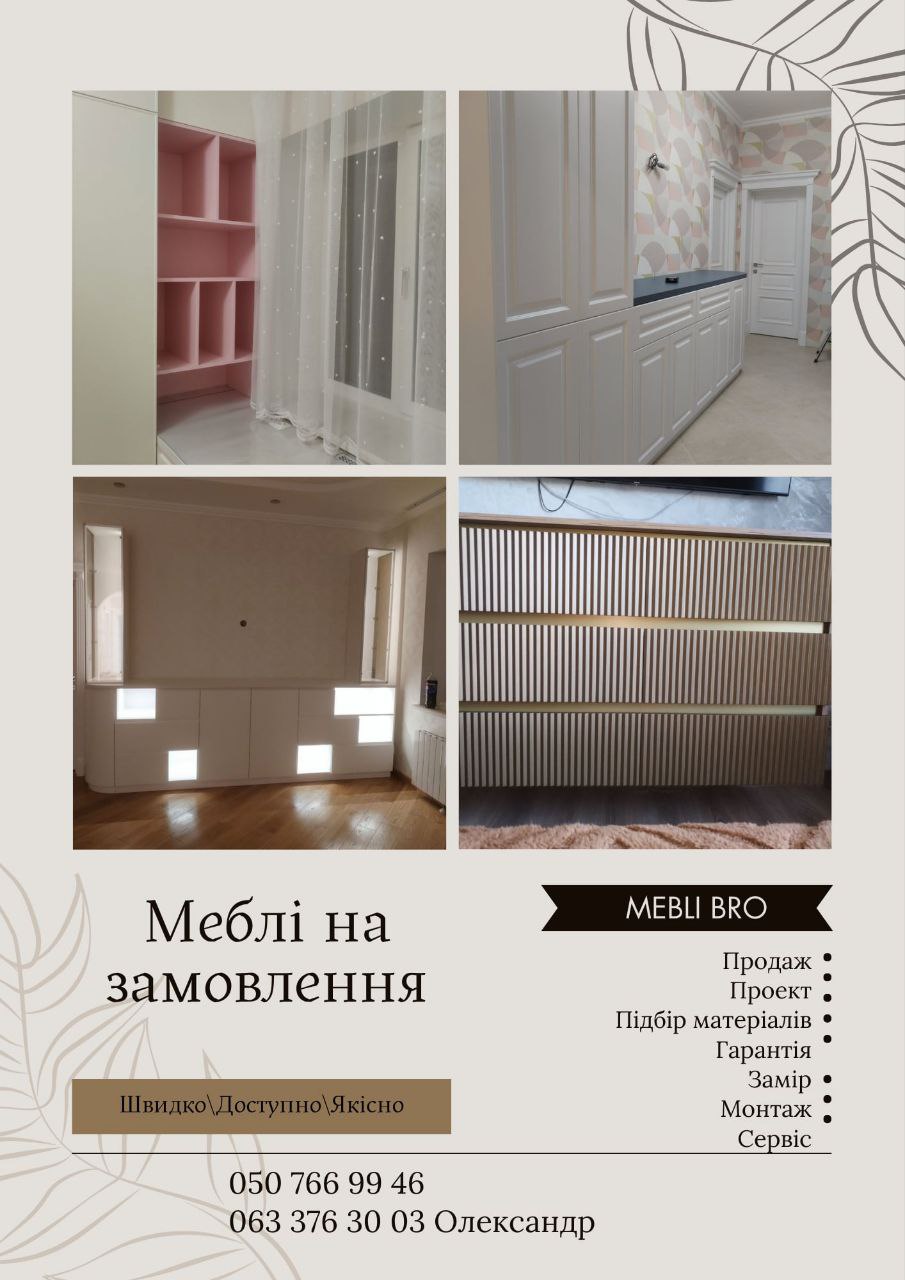 Меблі на
замовлення
Швидко\Доступно\Якісно
MEBLI BRO
Продаж
Проект
Підбір матеріалів
Гарантія
Замір
Монтаж
Сервіс
050 766 99 46
063 376 30 03 Олександр